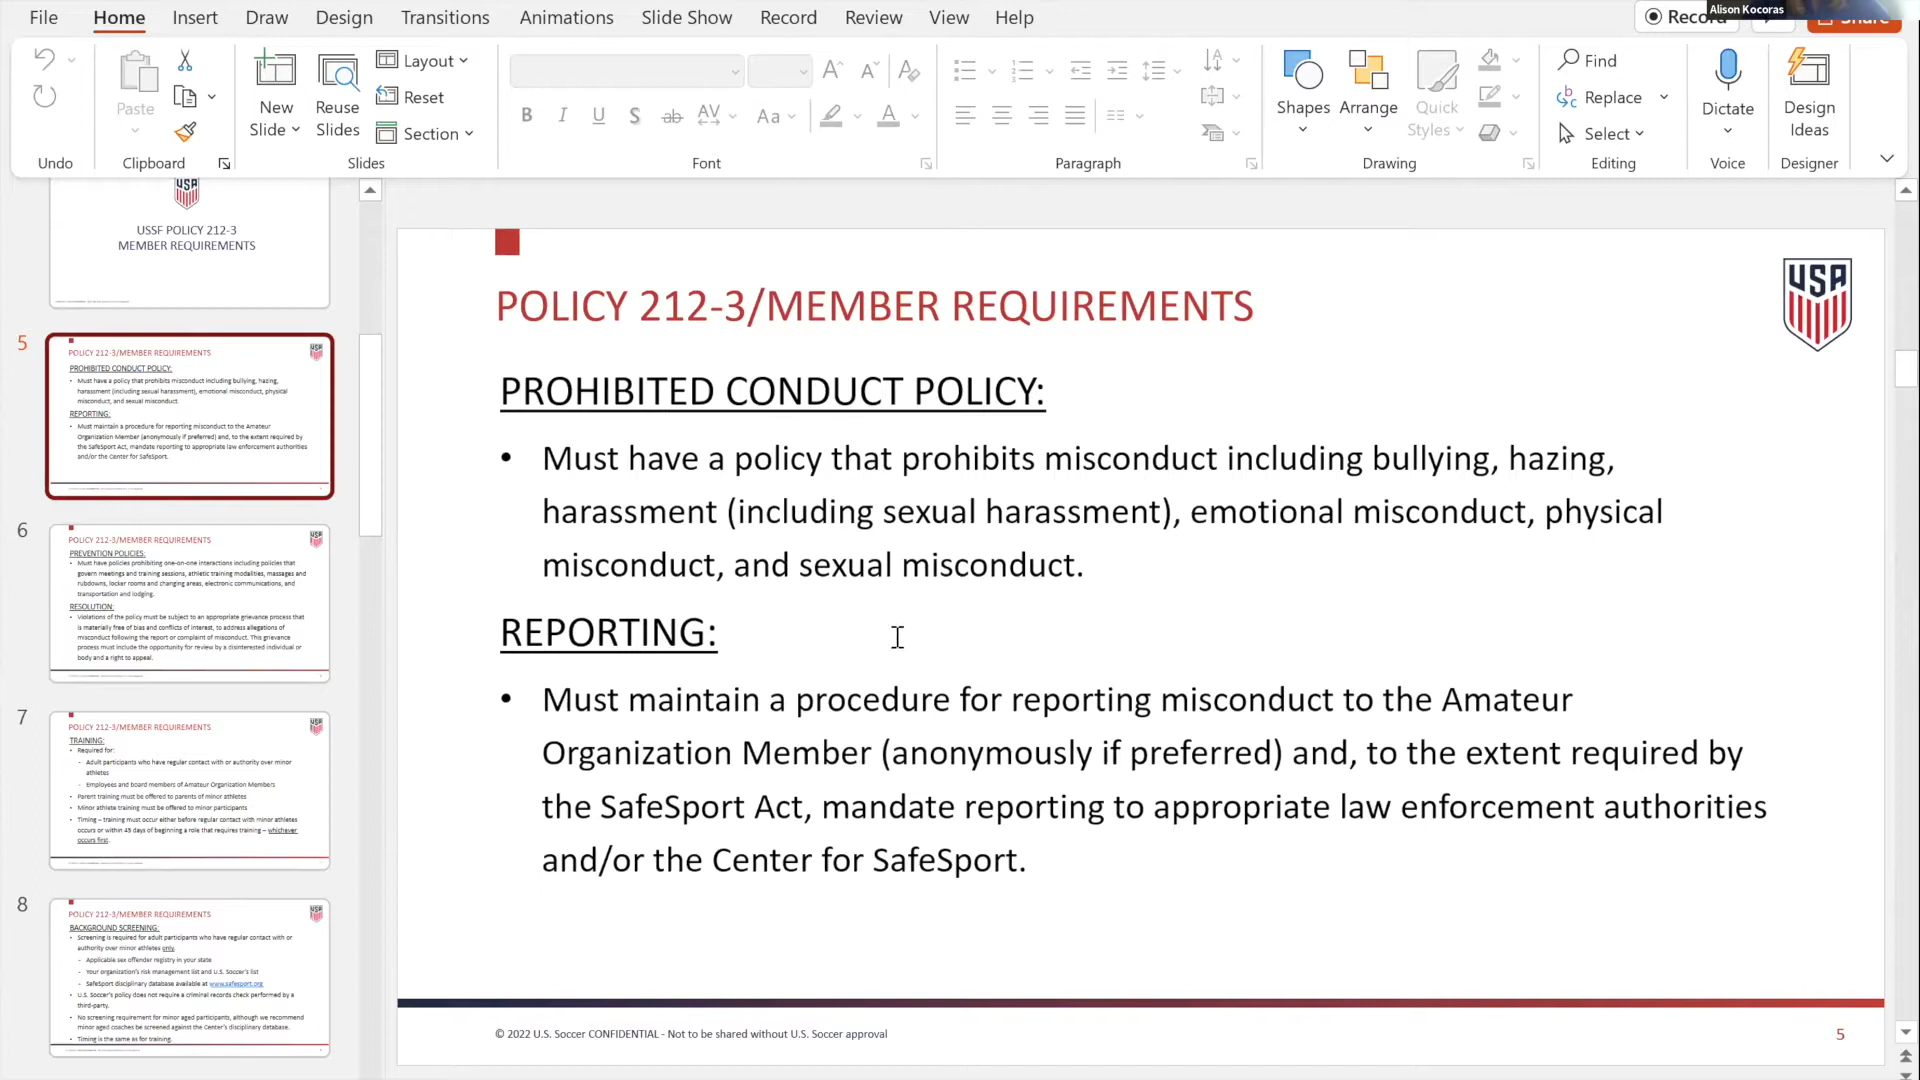 File Home Insert Draw Design Transitions Animations Slide Show Record Review View Help
Alison Kocoras
Record
Share
Paste
New
Slide
Reuse
Slides
Layout
Reset
Section
B I U S ab AV Aa A
Shapes
Arrange
Quick
Styles
Find
Replace
Select
Dictate
Design
Ideas
Undo Clipboard Slides Font Paragraph Drawing Editing Voice Designer
USA
USSF POLICY 212-3
MEMBER REQUIREMENTS
5
POLICY 212-3/MEMBER REQUIREMENTS
PROHIBITED CONDUCT POLICY:
• Must have a policy that prohibits misconduct including bullying, hazing,
harassment (including sexual harassment), emotional misconduct, physical
misconduct, and sexual misconduct.
REPORTING:
• Must maintain a procedure for reporting misconduct to the Amateur
Organization Member (anonymously if preferred) and, to the extent required by
the SafeSport Act, mandate reporting to appropriate law enforcement authorities
and/or the Center for SafeSport.
6
POLICY 212-3/MEMBER REQUIREMENTS
PREVENTION POLICIES:
• Must have policies prohibiting one-on-one interactions including policies that
govern meetings and training sessions, athletic training modalities, massages and
rubdowns, locker rooms and changing areas, electronic communications, and
transportation and lodging.
RESOLUTION:
• Violations of the policy must be subject to an appropriate grievance process that
is materially free of bias and conflicts of interest, to address allegations of
misconduct following the report or complaint of misconduct. This grievance
process must include the opportunity for review by a disinterested individual or
body and a right to appeal.
7
POLICY 212-3/MEMBER REQUIREMENTS
TRAINING:
• Required for:
- Adult participants who have regular contact with or authority over minor
athletes
- Employees and board members of Amateur Organization Members
• Parent training must be offered to parents of minor athletes
• Minor athlete training must be offered to minor participants
• Timing – training must occur either before regular contact with minor athletes
occurs or within 45 days of beginning a role that requires training – whichever
occurs first.
8
POLICY 212-3/MEMBER REQUIREMENTS
BACKGROUND SCREENING:
• Screening is required for adult participants who have regular contact with or
authority over minor athletes only.
- Applicable sex offender registry in your state
- Your organization's risk management list and U.S. Soccer's list
- SafeSport disciplinary database available at www.safesport.org
• U.S. Soccer's policy does not require a criminal records check performed by a
third-party.
• No screening requirement for minor aged participants, although we recommend
minor aged coaches be screened against the Center's disciplinary database.
• Timing is the same as for training.
USA
POLICY 212-3/MEMBER REQUIREMENTS
PROHIBITED CONDUCT POLICY:
• Must have a policy that prohibits misconduct including bullying, hazing,
harassment (including sexual harassment), emotional misconduct, physical
misconduct, and sexual misconduct.
REPORTING:
• Must maintain a procedure for reporting misconduct to the Amateur
Organization Member (anonymously if preferred) and, to the extent required by
the SafeSport Act, mandate reporting to appropriate law enforcement authorities
and/or the Center for SafeSport.
© 2022 U.S. Soccer CONFIDENTIAL - Not to be shared without U.S. Soccer approval
5